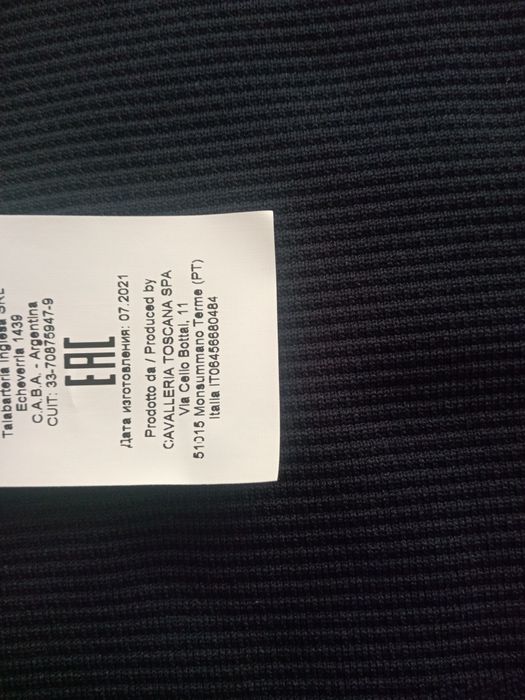 Talabarteria Inglesa SRL
Echeverria 1439
C.A.B.A. - Argentina
CUIT: 33-70875947-9
EAC
Дата изготовления: 07.2021
Prodotto da / Produced by
CAVALLERIA TOSCANA SPA
Via Cello Bottai, 11
51015 Monsummano Terme (PT)
Italia IT06456680484